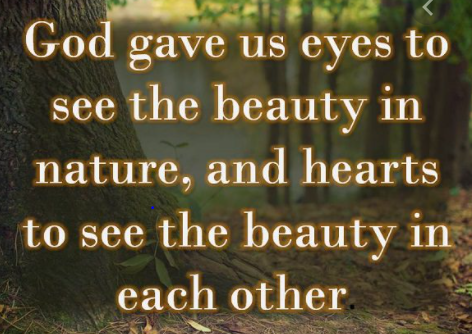 God gave us eyes to
see the beauty in
nature, and hearts
to see the beauty in
each other.